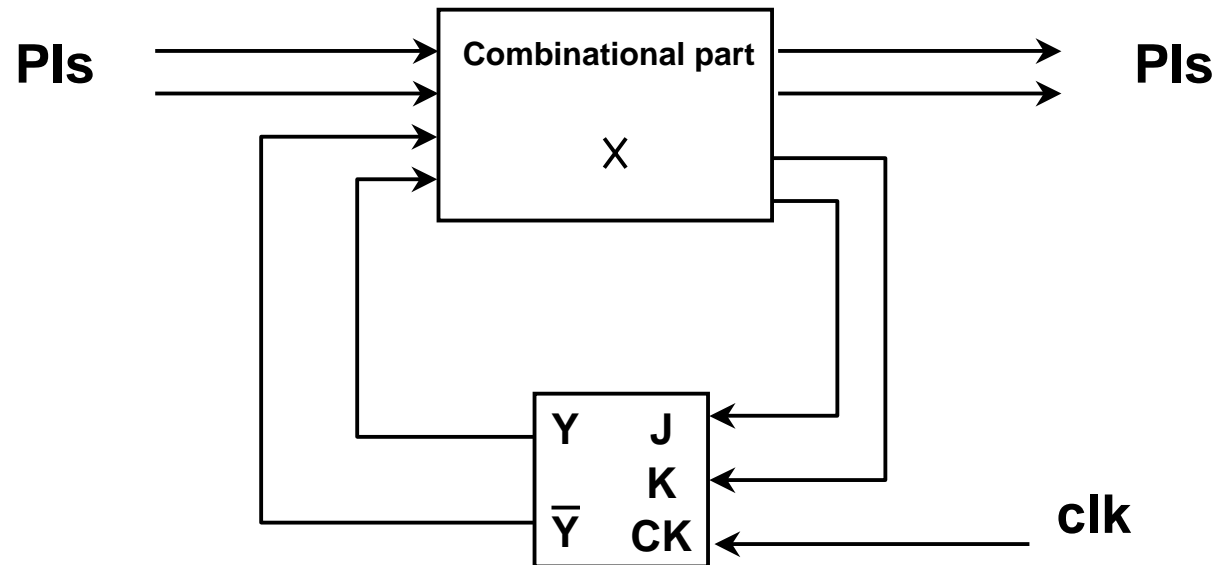 PIs
Combinational part
PIs
X
Y J
K
Y̅ CK
clk